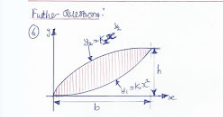 Further Questions:
6
y
y₂ = Kx^½
y₁ = Kx²
h
b
x